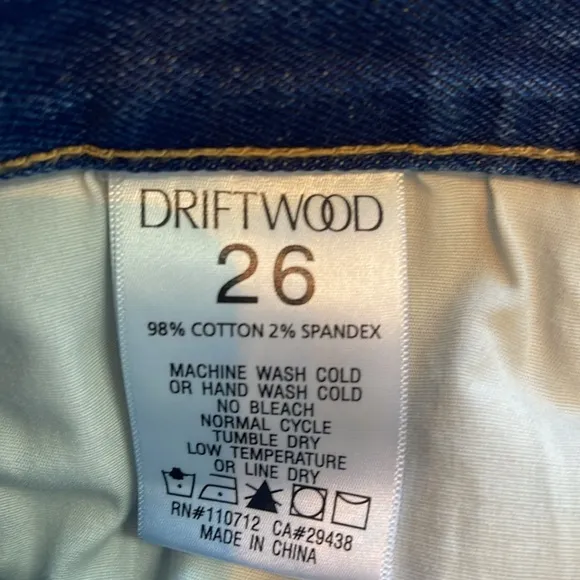 DRIFTWOOD
26
98% COTTON 2% SPANDEX
MACHINE WASH COLD
OR HAND WASH COLD
NO BLEACH
NORMAL CYCLE
TUMBLE DRY
LOW TEMPERATURE
OR LINE DRY
RN#110712 CA#29438
MADE IN CHINA